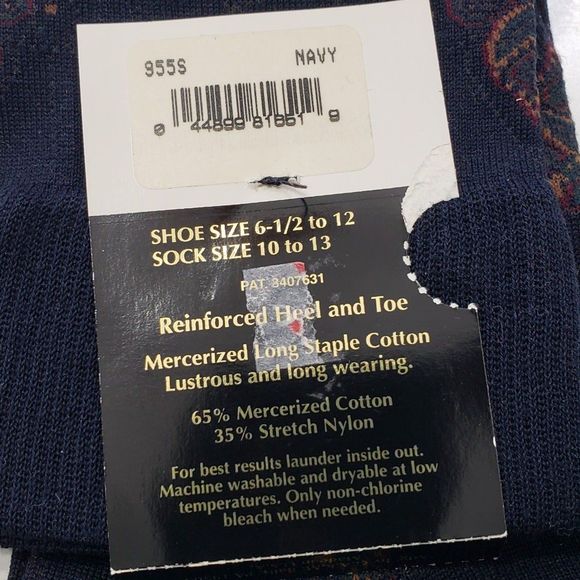 955S NAVY
0 44899 81651 9
SHOE SIZE 6-1/2 to 12
SOCK SIZE 10 to 13
PAT 3407631
Reinforced Heel and Toe
Mercerized Long Staple Cotton
Lustrous and long wearing.
65% Mercerized Cotton
35% Stretch Nylon
For best results launder inside out.
Machine washable and dryable at low
temperatures. Only non-chlorine
bleach when needed.